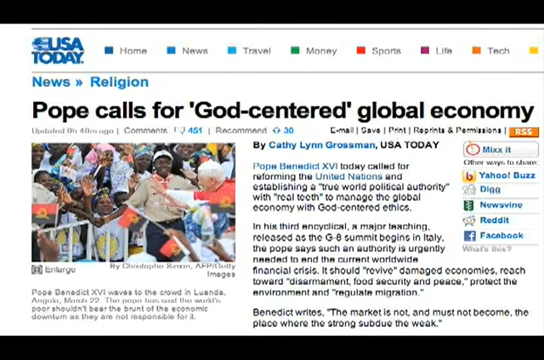 USA TODAY
Home News Travel Money Sports Life Tech
News » Religion
Pope calls for 'God-centered' global economy
Updated 9h 49m ago | Comments 451 | Recommend 30
E-mail | Save | Print | Reprints & Permissions | RSS
By Cathy Lynn Grossman, USA TODAY
Pope Benedict XVI today called for
reforming the United Nations and
establishing a "true world political authority"
with "real teeth" to manage the global
economy with God-centered ethics.
In his third encyclical, a major teaching,
released as the G-8 summit begins in Italy,
the pope says such an authority is urgently
needed to end the current worldwide
financial crisis. It should "revive" damaged economies, reach
toward "disarmament, food security and peace," protect the
environment and "regulate migration."
Benedict writes, "The market is not, and must not become, the
place where the strong subdue the weak."
Mixx it
Other ways to share:
Yahoo! Buzz
Digg
Newsvine
Reddit
Facebook
What's this?
Enlarge
By Christophe Simon, AFP/Getty
Images
Pope Benedict XVI waves to the crowd in Luanda,
Angola, March 22. The pope has said the world's
poor shouldn't bear the brunt of the economic
downturn as they are not responsible for it.